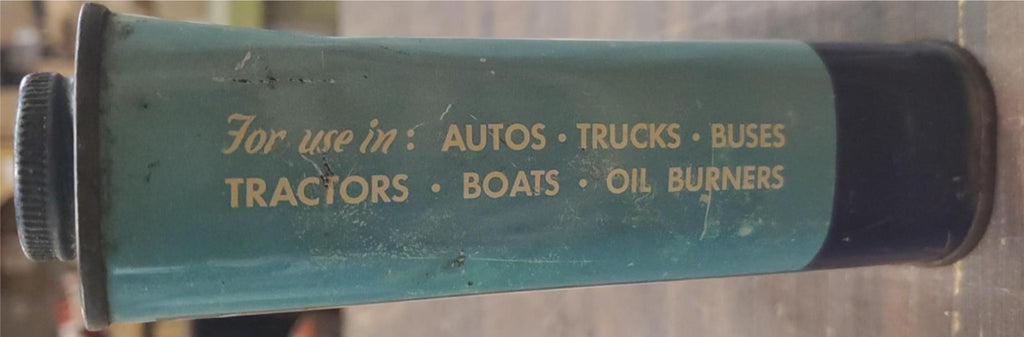 For use in: AUTOS · TRUCKS · BUSES
TRACTORS · BOATS · OIL BURNERS